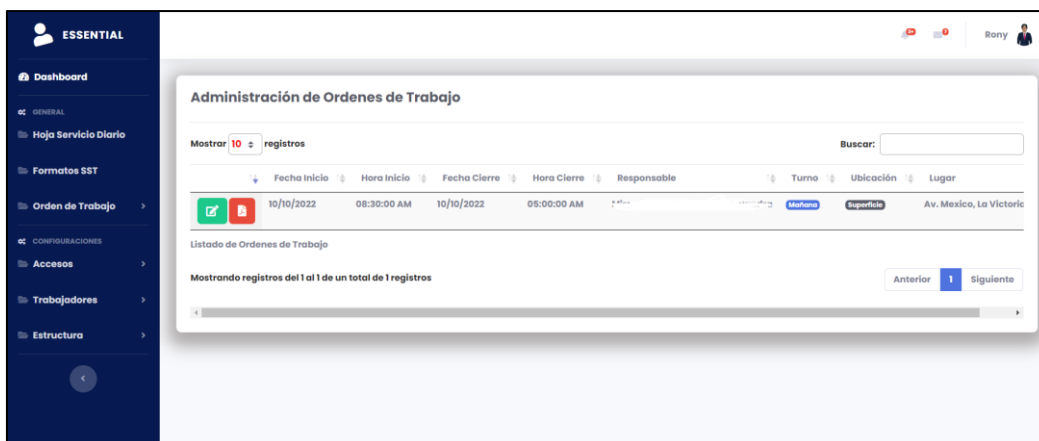 ESSENTIAL
Rony
Dashboard
GENERAL
Hoja Servicio Diario
Formatos SST
Orden de Trabajo
CONFIGURACIONES
Accesos
Trabajadores
Estructura
Administración de Ordenes de Trabajo
Mostrar 10 registros
Buscar:
Fecha Inicio Hora Inicio Fecha Cierre Hora Cierre Responsable Turno Ubicación Lugar
10/10/2022 08:30:00 AM 10/10/2022 05:00:00 AM Mañana Superficie Av. Mexico, La Victoric
Listado de Ordenes de Trabajo
Mostrando registros del 1 al 1 de un total de 1 registros
Anterior 1 Siguiente